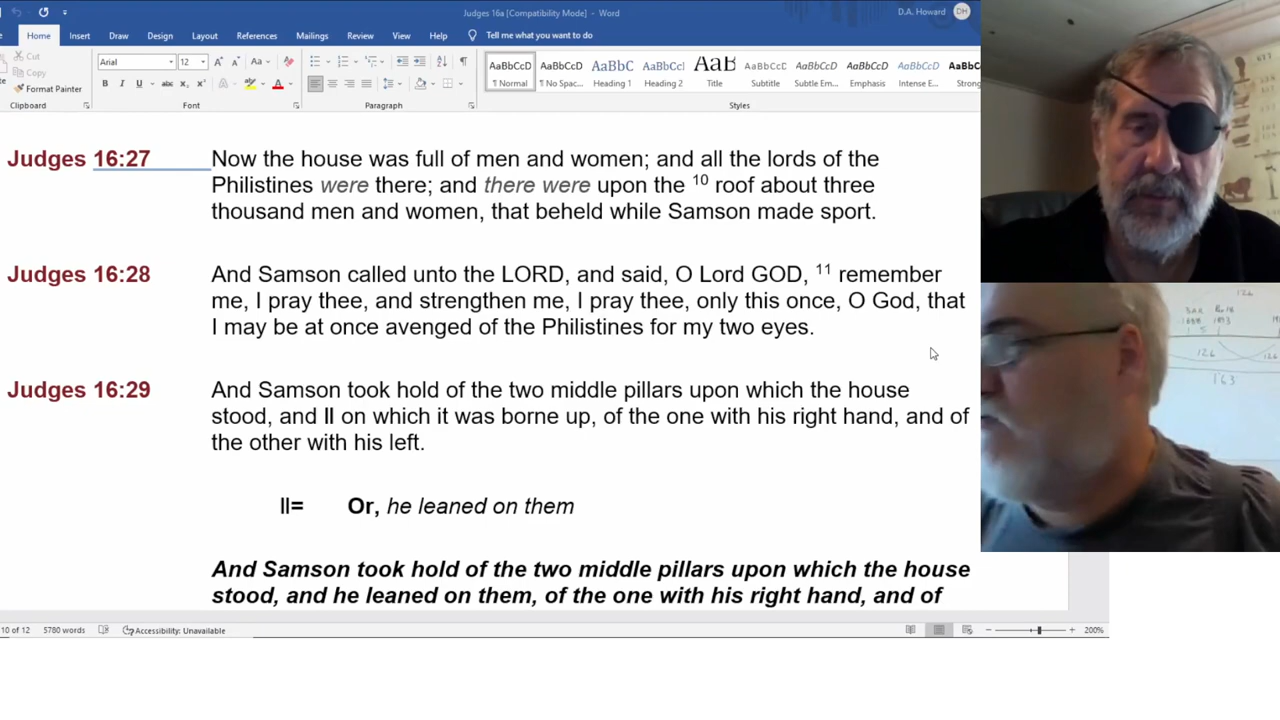 Judges 16a [Compatibility Mode] - Word
D.A. Howard DH
Home Insert Draw Design Layout References Mailings Review View Help Tell me what you want to do
Cut
Copy
Format Painter
Clipboard
Arial 12
Font
Paragraph
AaBbCcD AaBbCcD AaBbC AaBbCcl AaB AaBbCcD AaBbCcD AaBbCcD AaBbCcD AaBbCc
¶ Normal ¶ No Spac... Heading 1 Heading 2 Title Subtitle Subtle Em... Emphasis Intense E... Strong
Styles
Judges 16:27 Now the house was full of men and women; and all the lords of the
Philistines were there; and there were upon the 10 roof about three
thousand men and women, that beheld while Samson made sport.
Judges 16:28 And Samson called unto the LORD, and said, O Lord GOD, 11 remember
me, I pray thee, and strengthen me, I pray thee, only this once, O God, that
I may be at once avenged of the Philistines for my two eyes.
Judges 16:29 And Samson took hold of the two middle pillars upon which the house
stood, and ll on which it was borne up, of the one with his right hand, and of
the other with his left.
ll= Or, he leaned on them
And Samson took hold of the two middle pillars upon which the house
stood, and he leaned on them, of the one with his right hand, and of
10 of 12 5780 words Accessibility: Unavailable 200%
126
1888 1893
126 126
163